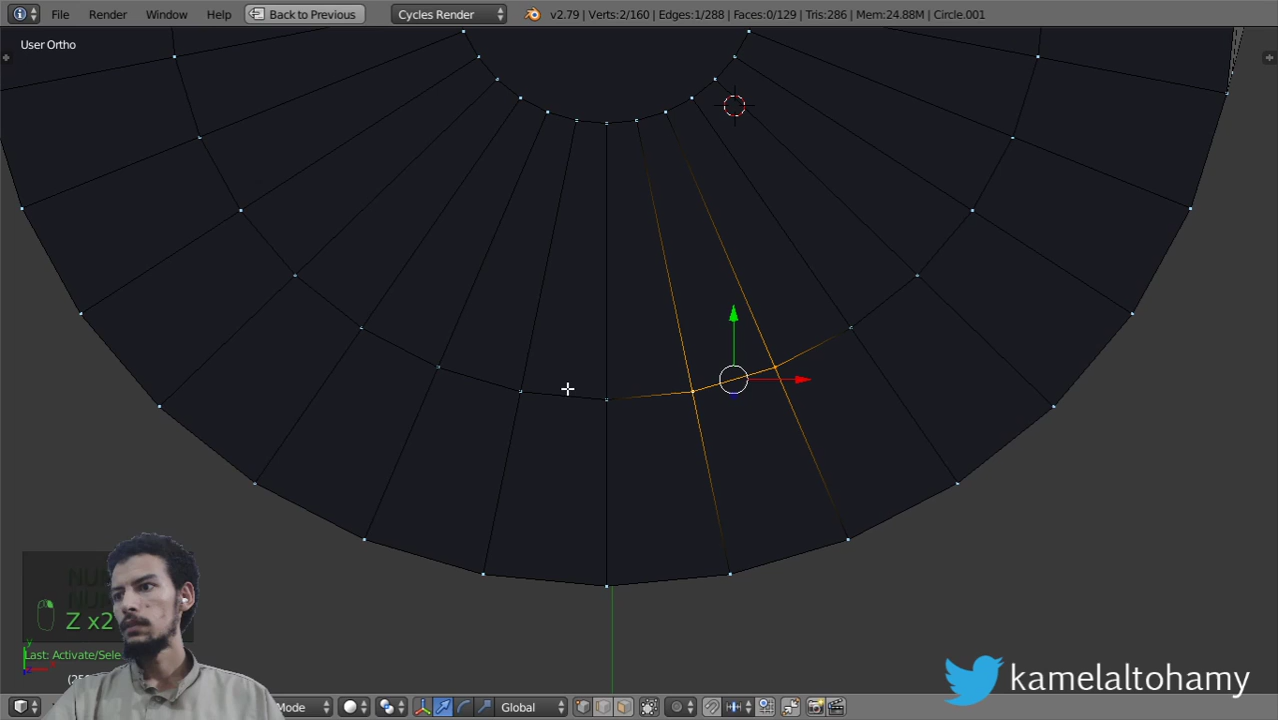 File Render Window Help Back to Previous Cycles Render v2.79 | Verts:2/160 | Edges:1/288 | Faces:0/129 | Tris:286 | Mem:24.88M | Circle.001
User Ortho
Z x2
Last: Activate/Sele
Mode Global
kamelaltohamy